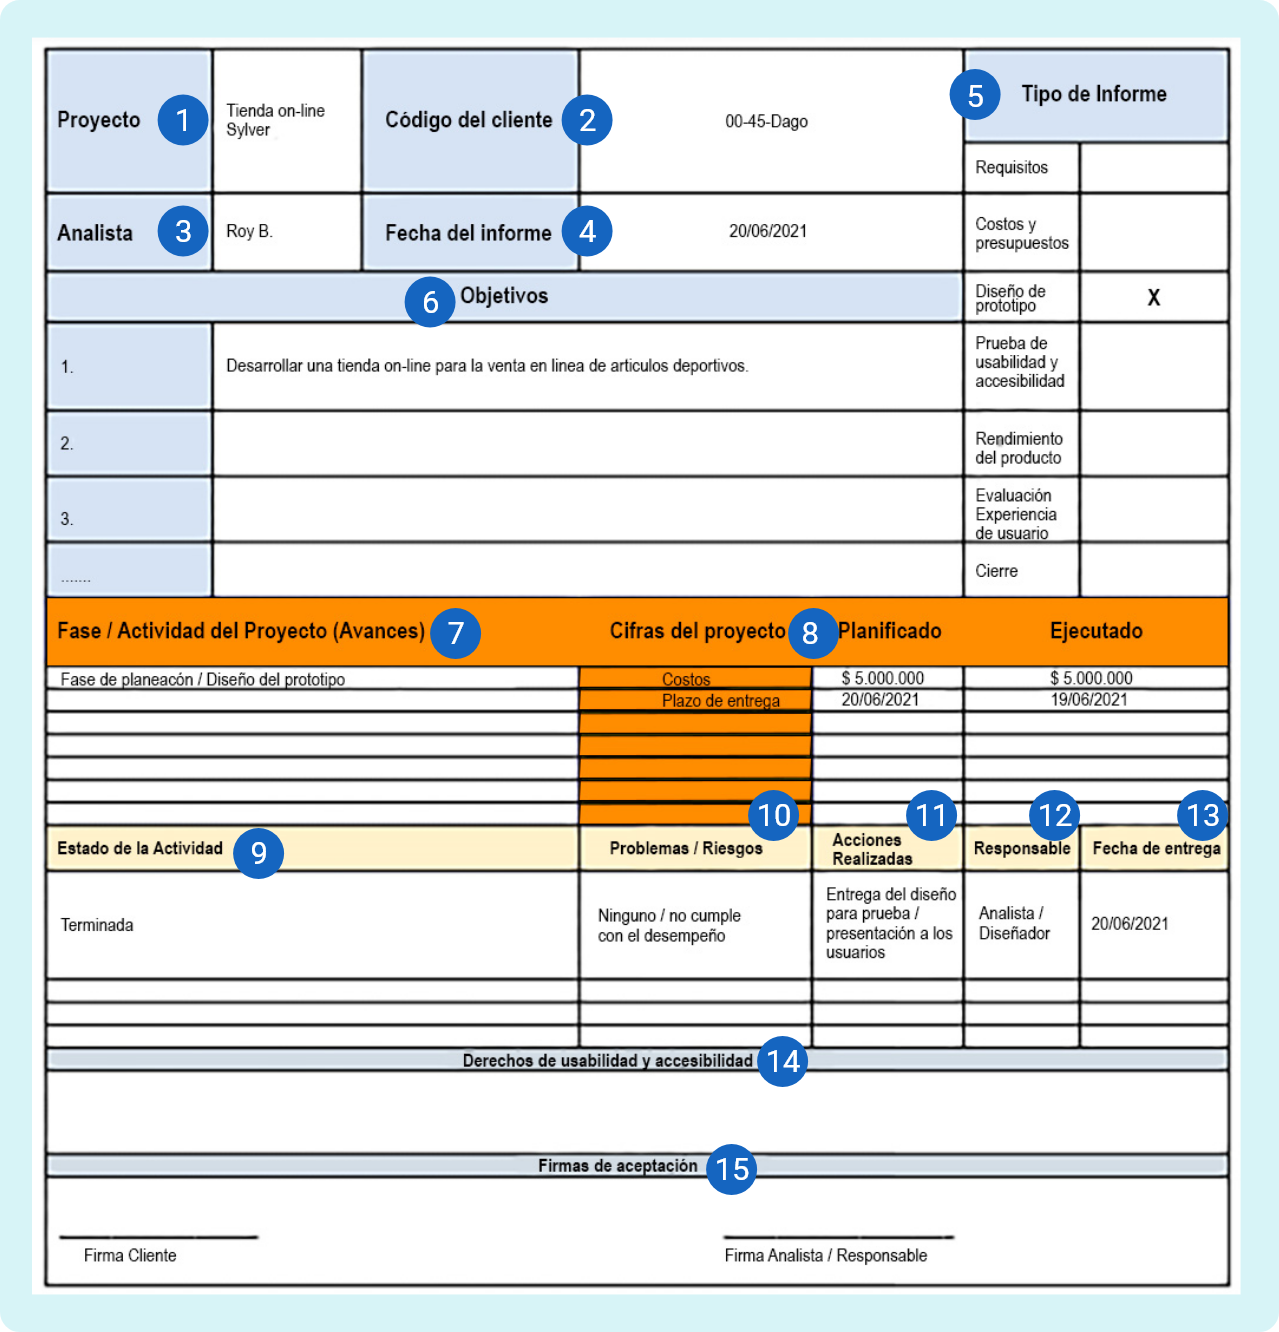 Proyecto 1
Tienda on-line
Sylver
Código del cliente 2
00-45-Dago
5 Tipo de Informe
Requisitos
Analista 3
Roy B.
Fecha del informe 4
20/06/2021
Costos y
presupuestos
6 Objetivos
Diseño de
prototipo
X
1.
Desarrollar una tienda on-line para la venta en linea de articulos deportivos.
Prueba de
usabilidad y
accesibilidad
2.
Rendimiento
del producto
3.
Evaluación
Experiencia
de usuario
.......
Cierre
Fase / Actividad del Proyecto (Avances) 7
Cifras del proyecto 8
Planificado
Ejecutado
Fase de planeacón / Diseño del prototipo
Costos
$ 5.000.000
$ 5.000.000
Plazo de entrega
20/06/2021
19/06/2021
Estado de la Actividad 9
10
Problemas / Riesgos
11
Acciones
Realizadas
12
Responsable
13
Fecha de entrega
Terminada
Ninguno / no cumple
con el desempeño
Entrega del diseño
para prueba /
presentación a los
usuarios
Analista /
Diseñador
20/06/2021
Derechos de usabilidad y accesibilidad 14
Firmas de aceptación 15
Firma Cliente
Firma Analista / Responsable